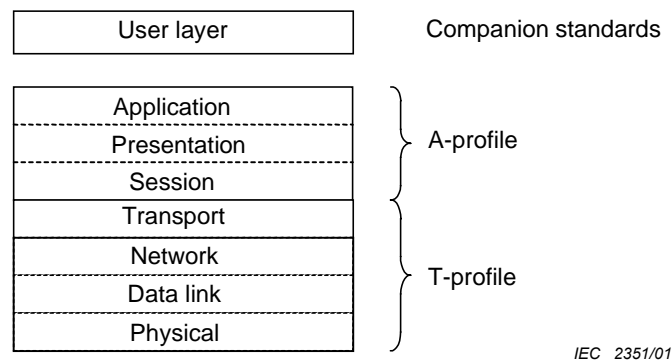 User layer
Companion standards
Application
Presentation
Session
A-profile
Transport
Network
Data link
Physical
T-profile
IEC 2351/01